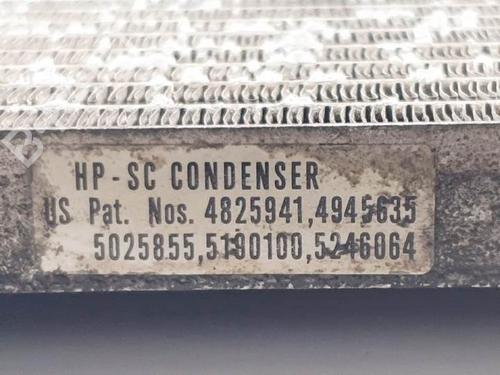 HP-SC CONDENSER
US Pat. Nos. 4825941,4945635
5025855,5190100,5246064